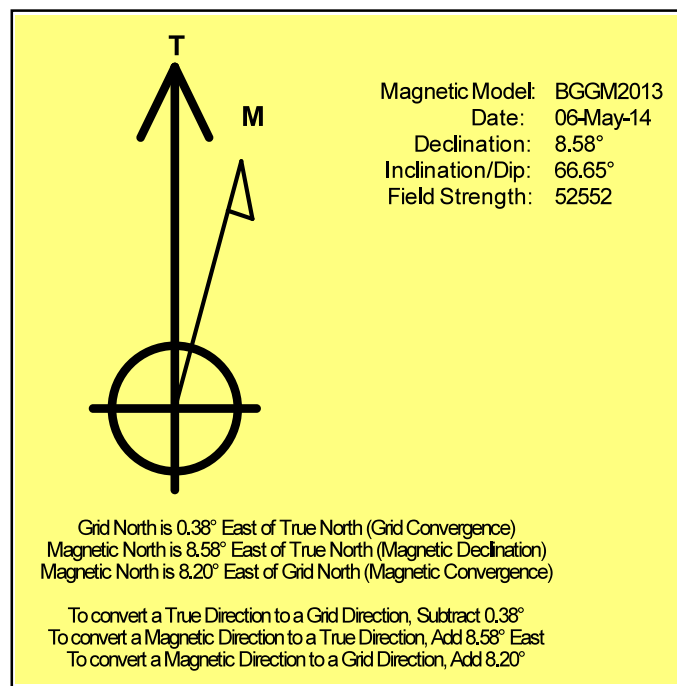 T
M
Magnetic Model: BGGM2013
Date: 06-May-14
Declination: 8.58°
Inclination/Dip: 66.65°
Field Strength: 52552
Grid North is 0.38° East of True North (Grid Convergence)
Magnetic North is 8.58° East of True North (Magnetic Declination)
Magnetic North is 8.20° East of Grid North (Magnetic Convergence)
To convert a True Direction to a Grid Direction, Subtract 0.38°
To convert a Magnetic Direction to a True Direction, Add 8.58° East
To convert a Magnetic Direction to a Grid Direction, Add 8.20°